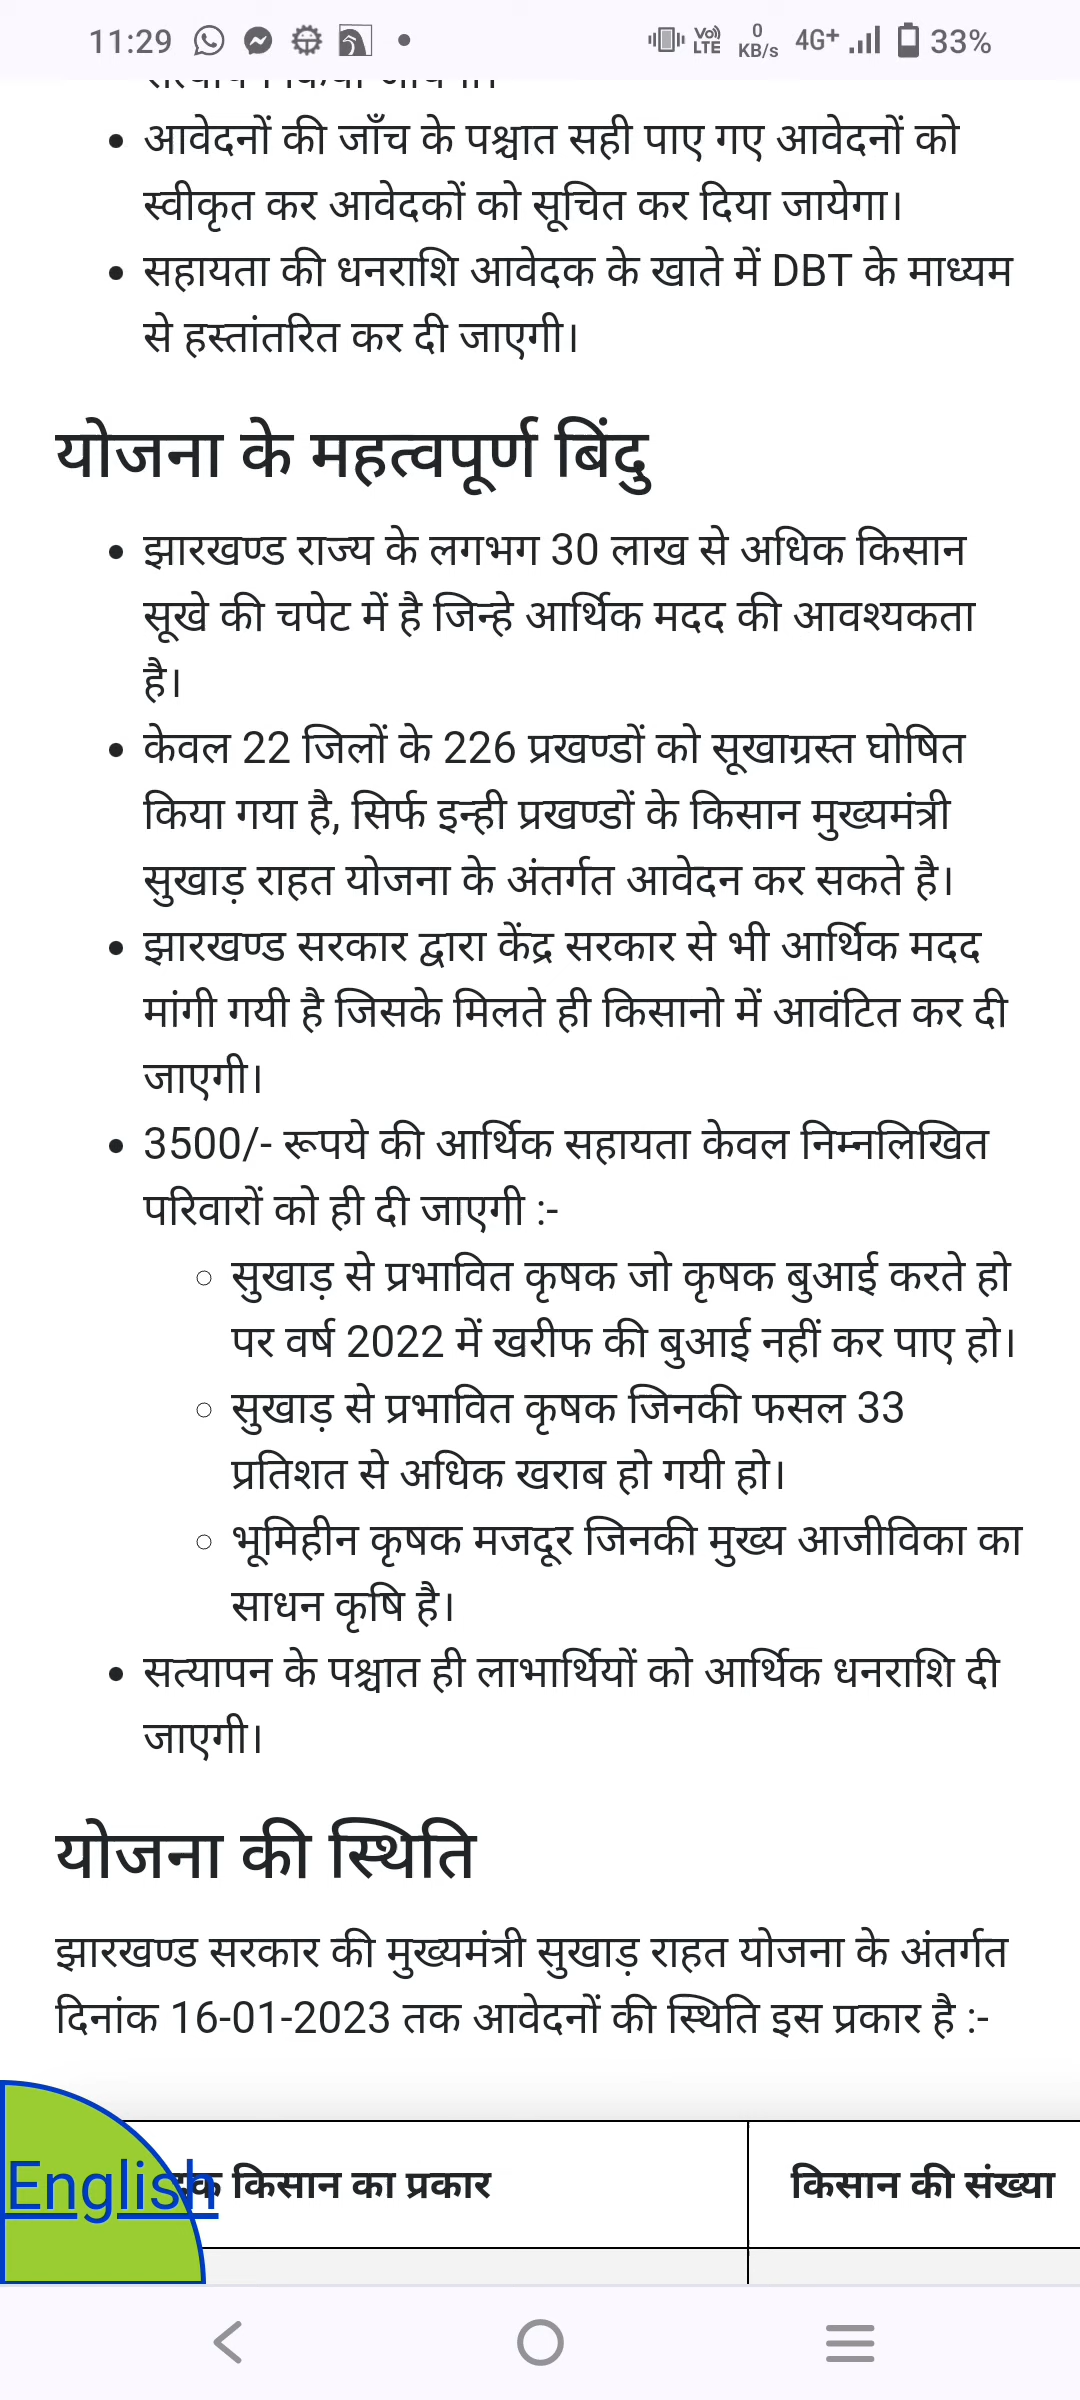 11:29
Vo))
LTE
0
KB/s
4G+
33%
आवेदनों की जाँच के पश्चात सही पाए गए आवेदनों को
स्वीकृत कर आवेदकों को सूचित कर दिया जायेगा।
सहायता की धनराशि आवेदक के खाते में DBT के माध्यम
से हस्तांतरित कर दी जाएगी।
योजना के महत्वपूर्ण बिंदु
झारखण्ड राज्य के लगभग 30 लाख से अधिक किसान
सूखे की चपेट में है जिन्हे आर्थिक मदद की आवश्यकता
है।
केवल 22 जिलों के 226 प्रखण्डों को सूखाग्रस्त घोषित
किया गया है, सिर्फ इन्ही प्रखण्डों के किसान मुख्यमंत्री
सुखाड़ राहत योजना के अंतर्गत आवेदन कर सकते है।
झारखण्ड सरकार द्वारा केंद्र सरकार से भी आर्थिक मदद
मांगी गयी है जिसके मिलते ही किसानो में आवंटित कर दी
जाएगी।
3500/- रूपये की आर्थिक सहायता केवल निम्नलिखित
परिवारों को ही दी जाएगी :-
सुखाड़ से प्रभावित कृषक जो कृषक बुआई करते हो
पर वर्ष 2022 में खरीफ की बुआई नहीं कर पाए हो।
सुखाड़ से प्रभावित कृषक जिनकी फसल 33
प्रतिशत से अधिक खराब हो गयी हो।
भूमिहीन कृषक मजदूर जिनकी मुख्य आजीविका का
साधन कृषि है।
सत्यापन के पश्चात ही लाभार्थियों को आर्थिक धनराशि दी
जाएगी।
योजना की स्थिति
झारखण्ड सरकार की मुख्यमंत्री सुखाड़ राहत योजना के अंतर्गत
दिनांक 16-01-2023 तक आवेदनों की स्थिति इस प्रकार है :-
English
किसान का प्रकार
किसान की संख्या